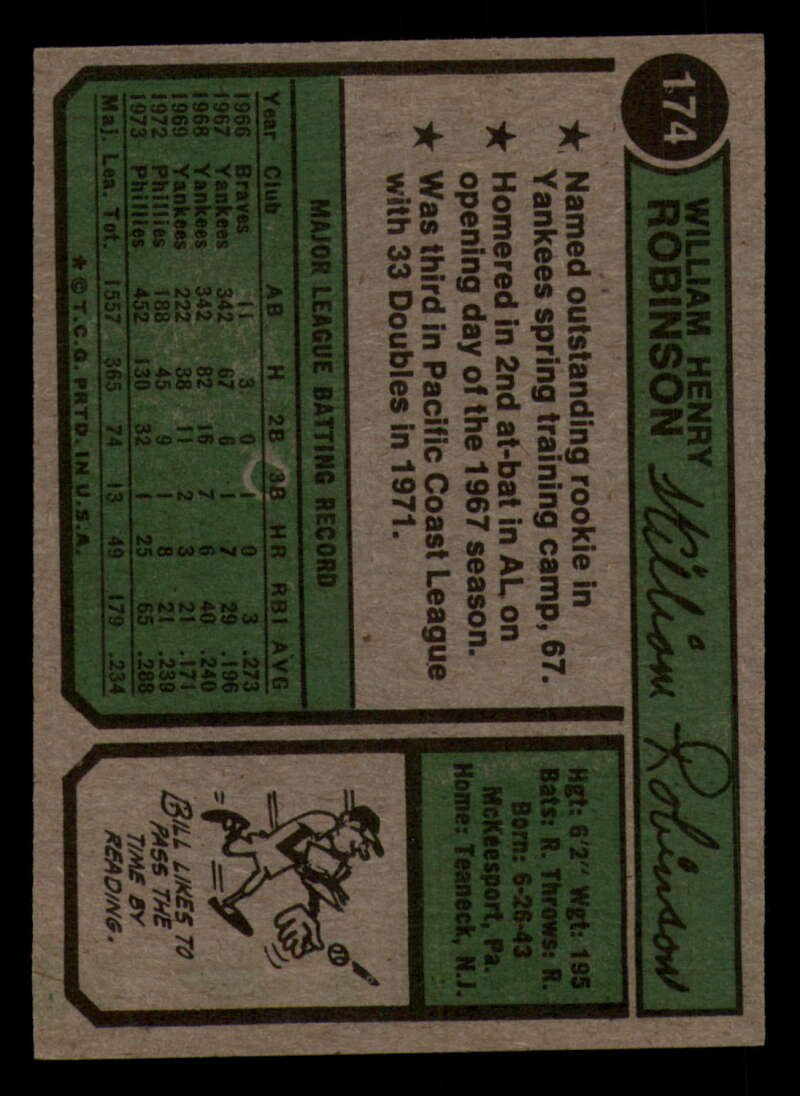 174
WILLIAM HENRY
ROBINSON
William Robinson
★ Named outstanding rookie in
Yankees spring training camp, 67.
★ Homered in 2nd at-bat in AL on
opening day of the 1967 season.
★ Was third in Pacific Coast League
with 33 Doubles in 1971.
MAJOR LEAGUE BATTING RECORD
Year Club AB H 2B 3B HR RBI AVG
1966 Braves 11 3 0 1 0 3 .273
1967 Yankees 342 67 6 1 7 29 .196
1968 Yankees 342 82 16 7 6 40 .240
1969 Yankees 222 38 11 2 3 21 .171
1972 Phillies 188 45 9 1 8 21 .239
1973 Phillies 452 130 32 1 25 65 .288
Maj. Lea. Tot. 1557 365 74 13 49 179 .234
* © T.C.G. PRTD. IN U.S.A.
Hgt: 6'2" Wgt: 195
Bats: R. Throws: R.
Born: 6-26-43
McKeesport, Pa.
Home: Teaneck, N.J.
BILL LIKES TO
PASS THE
TIME BY
READING.